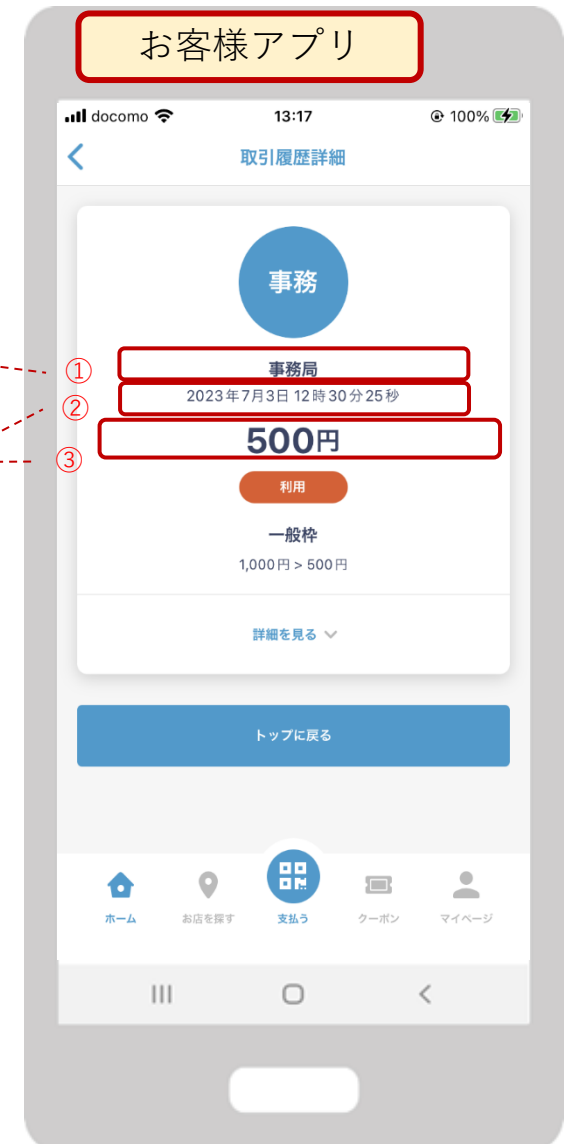 お客様アプリ
docomo 13:17 100%
取引履歴詳細
事務
① 事務局
② 2023年7月3日 12時30分25秒
③ 500円
利用
一般枠
1,000円 > 500円
詳細を見る
トップに戻る
ホーム お店を探す 支払う クーポン マイページ